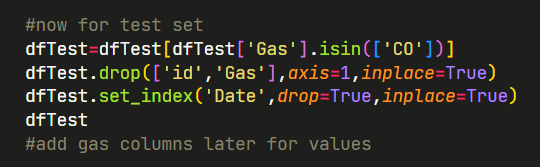 #now for test set
dfTest=dfTest[dfTest['Gas'].isin(['CO'])]
dfTest.drop(['id','Gas'],axis=1,inplace=True)
dfTest.set_index('Date',drop=True,inplace=True)
dfTest
#add gas columns later for values